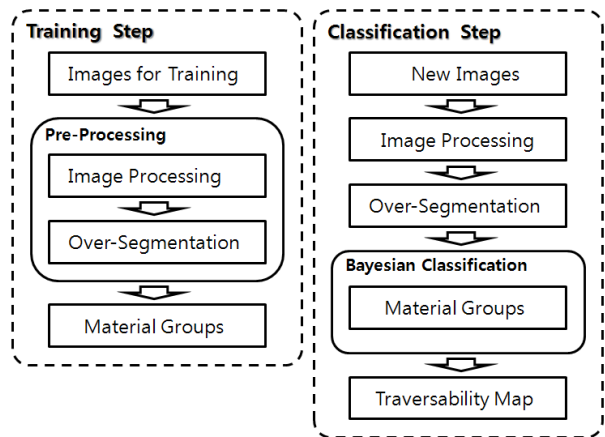 Training Step
Images for Training
Pre-Processing
Image Processing
Over-Segmentation
Material Groups
Classification Step
New Images
Image Processing
Over-Segmentation
Bayesian Classification
Material Groups
Traversability Map